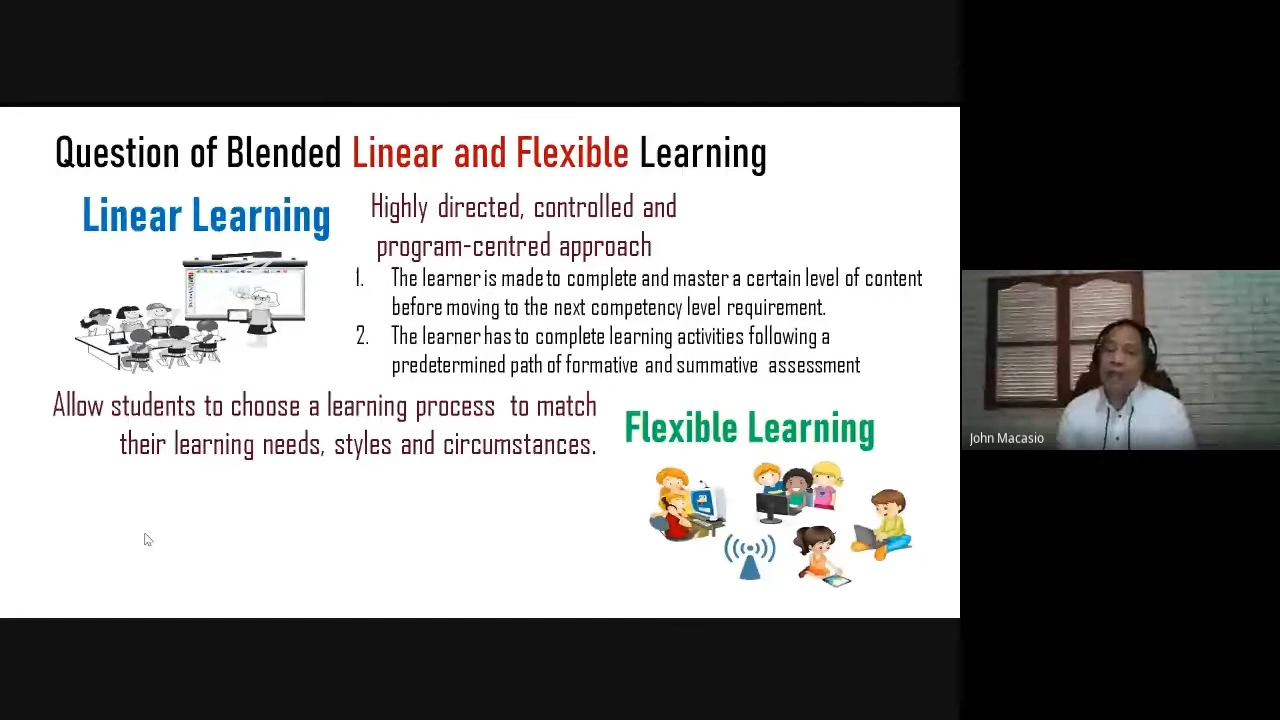 Question of Blended Linear and Flexible Learning
Linear Learning
Highly directed, controlled and
program-centred approach
1. The learner is made to complete and master a certain level of content
before moving to the next competency level requirement.
2. The learner has to complete learning activities following a
predetermined path of formative and summative assessment
Allow students to choose a learning process to match
their learning needs, styles and circumstances.
Flexible Learning
John Macasio